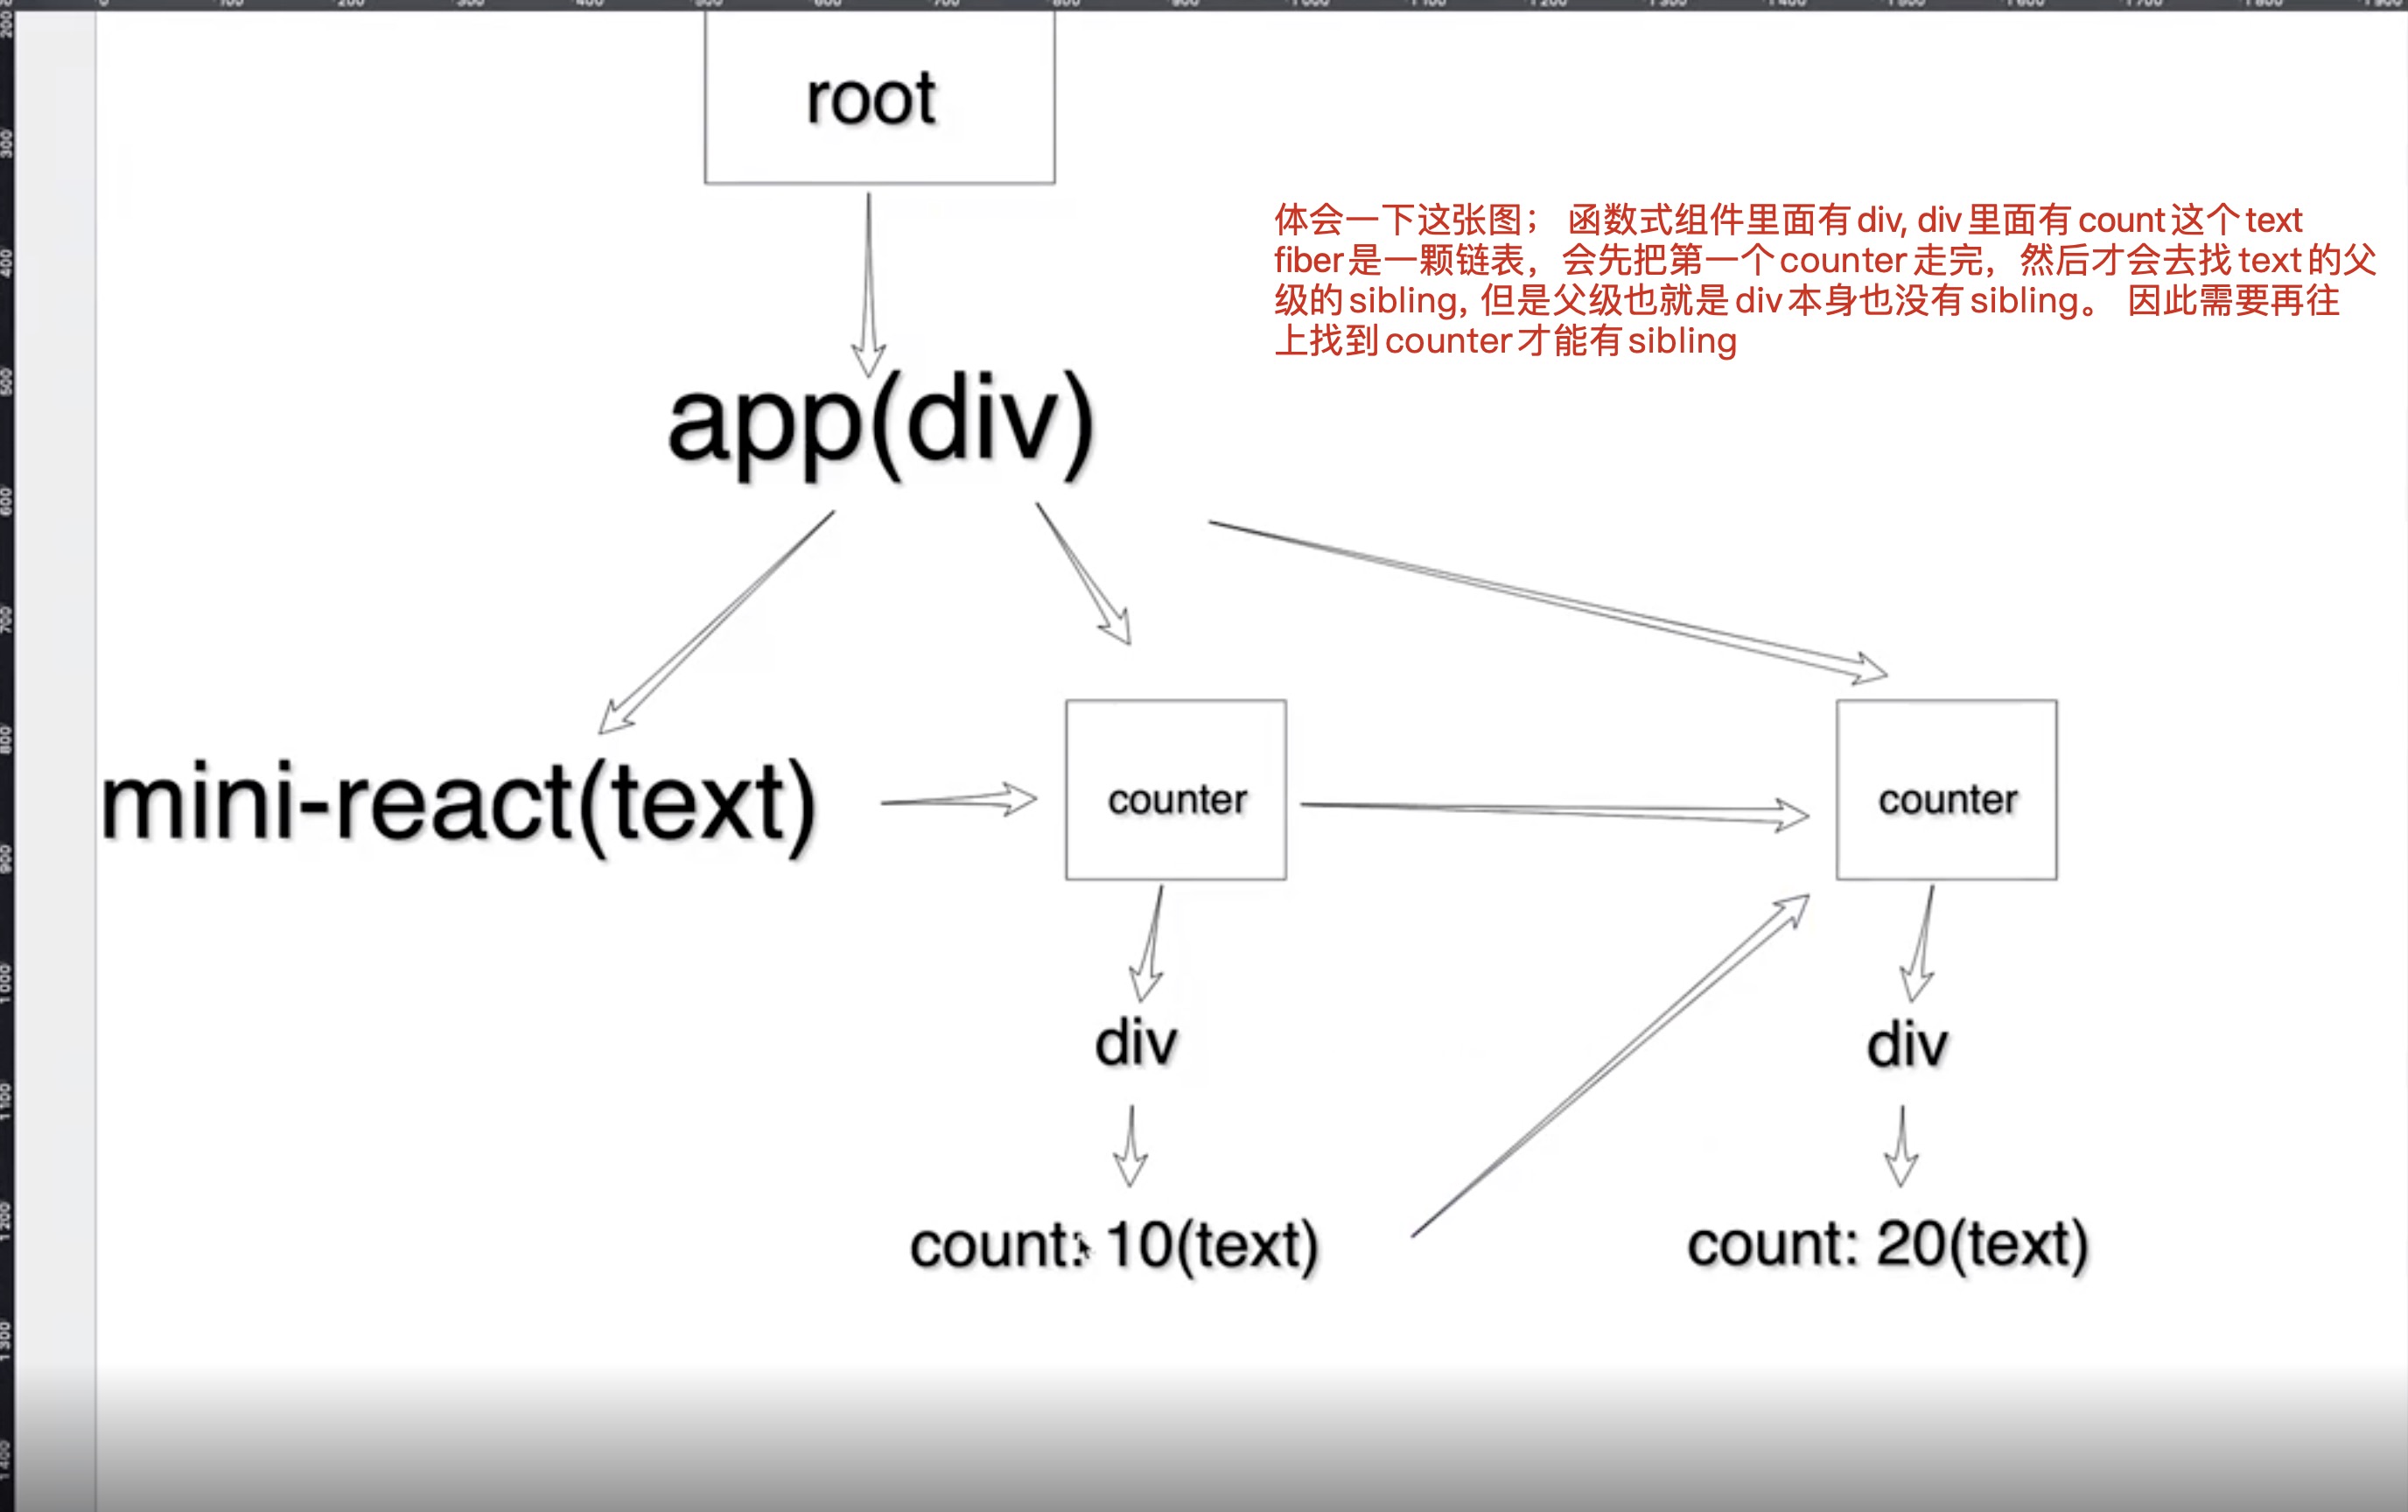 root
体会一下这张图； 函数式组件里面有div, div里面有count这个text
fiber是一颗链表，会先把第一个counter走完，然后才会去找text的父
级的sibling, 但是父级也就是div本身也没有sibling。 因此需要再往
上找到counter才能有sibling
app(div)
mini-react(text)
counter
counter
div
div
count: 10(text)
count: 20(text)